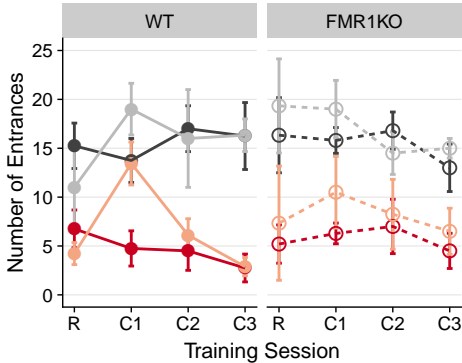 WT FMR1KO
25
20
15
10
5
0
Number of Entrances
R C1 C2 C3 R C1 C2 C3
Training Session